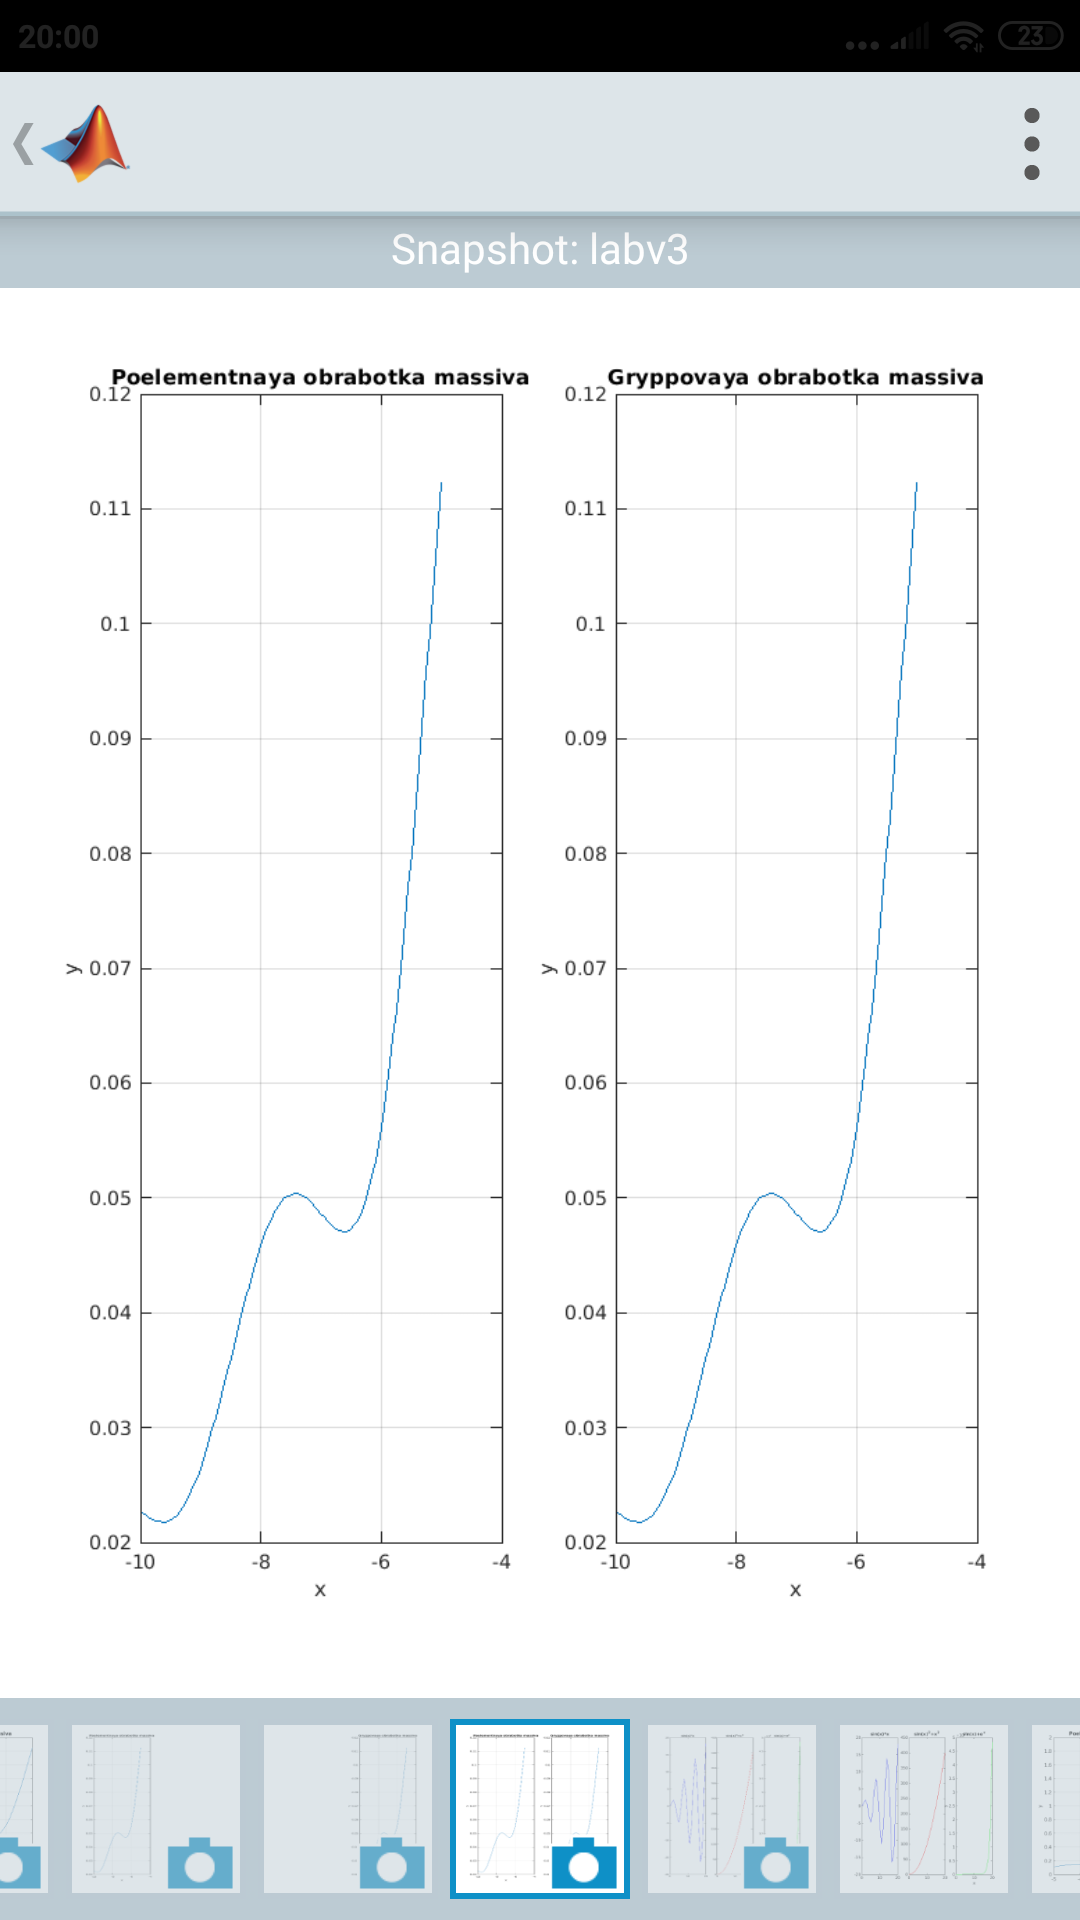 20:00
23
Snapshot: labv3
Poelementnaya obrabotka massiva
0.12
0.11
0.1
0.09
0.08
0.07
0.06
0.05
0.04
0.03
0.02
y
-10 -8 -6 -4
x
Gryppovaya obrabotka massiva
0.12
0.11
0.1
0.09
0.08
0.07
0.06
0.05
0.04
0.03
0.02
y
-10 -8 -6 -4
x